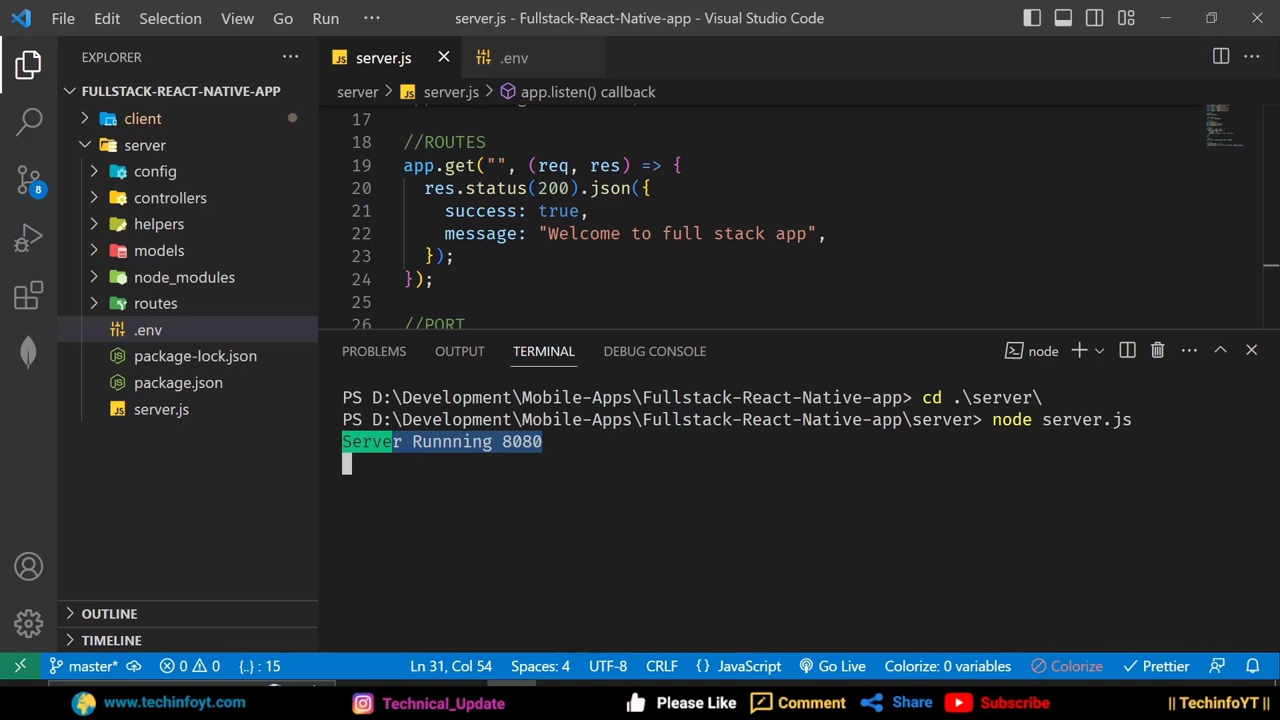 File Edit Selection View Go Run ··· server.js - Fullstack-React-Native-app - Visual Studio Code
EXPLORER ··· server.js .env ···
FULLSTACK-REACT-NATIVE-APP server > server.js > app.listen() callback
client
server
config
controllers
helpers
models
node_modules
routes
.env
package-lock.json
package.json
server.js
OUTLINE
TIMELINE
8
17
18 //ROUTES
19 app.get("", (req, res) => {
20 res.status(200).json({
21 success: true,
22 message: "Welcome to full stack app",
23 });
24 });
25
26 //PORT
PROBLEMS OUTPUT TERMINAL DEBUG CONSOLE node
PS D:\Development\Mobile-Apps\Fullstack-React-Native-app> cd .\server\
PS D:\Development\Mobile-Apps\Fullstack-React-Native-app\server> node server.js
Server Runnning 8080
master* 0 0 {..} : 15 Ln 31, Col 54 Spaces: 4 UTF-8 CRLF {} JavaScript Go Live Colorize: 0 variables Colorize Prettier
www.techinfoyt.com Technical_Update Please Like Comment Share Subscribe || TechinfoYT ||